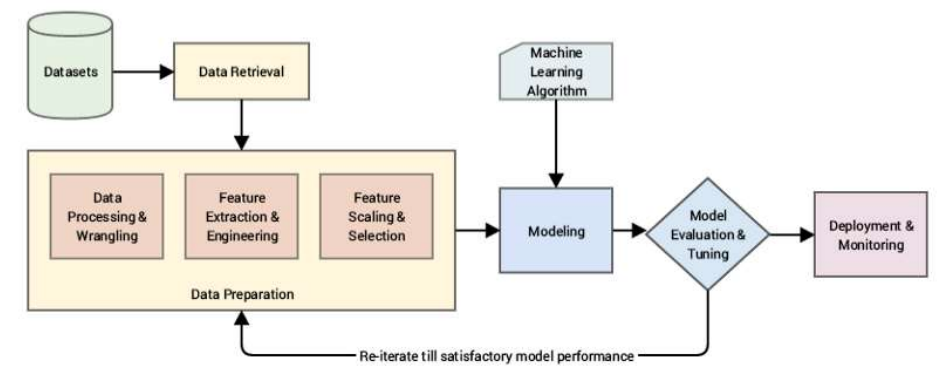 Datasets
Data Retrieval
Machine
Learning
Algorithm
Data
Processing &
Wrangling
Feature
Extraction &
Engineering
Feature
Scaling &
Selection
Data Preparation
Modeling
Model
Evaluation &
Tuning
Deployment &
Monitoring
Re-iterate till satisfactory model performance